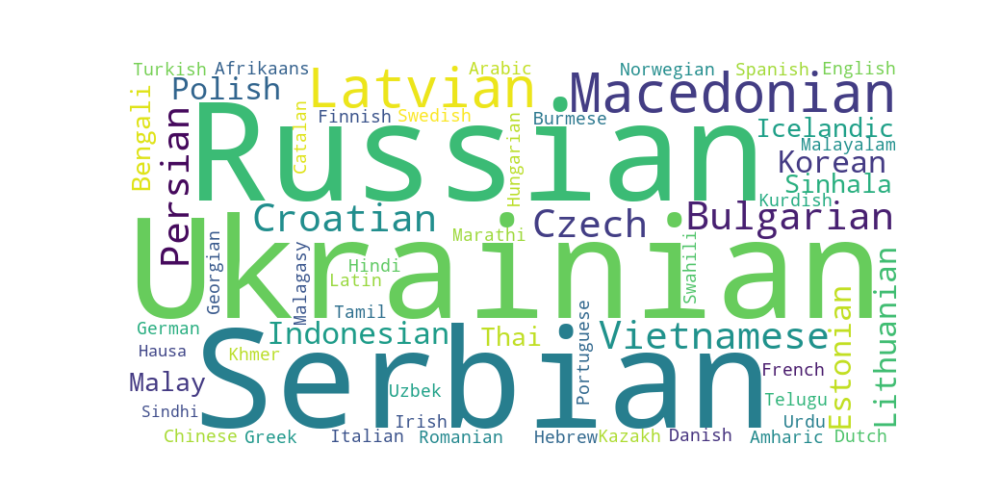 Turkish Afrikaans Arabic Norwegian Spanish English
Polish Latvian Macedonian
Bengali Persian Catalan Finnish Swedish Hungarian Burmese Icelandic
Russian
Malayalam
Korean
Sinhala
Kurdish
Croatian Czech Bulgarian
Marathi
Ukrainian
Georgian Malagasy Hindi Swahili
Latin
Tamil
German Indonesian Thai Portuguese Vietnamese Estonian Lithuanian
Hausa Khmer
Serbian
French
Malay Uzbek Telugu
Sindhi Irish Urdu
Chinese Greek Italian Romanian Hebrew Kazakh Danish Amharic Dutch